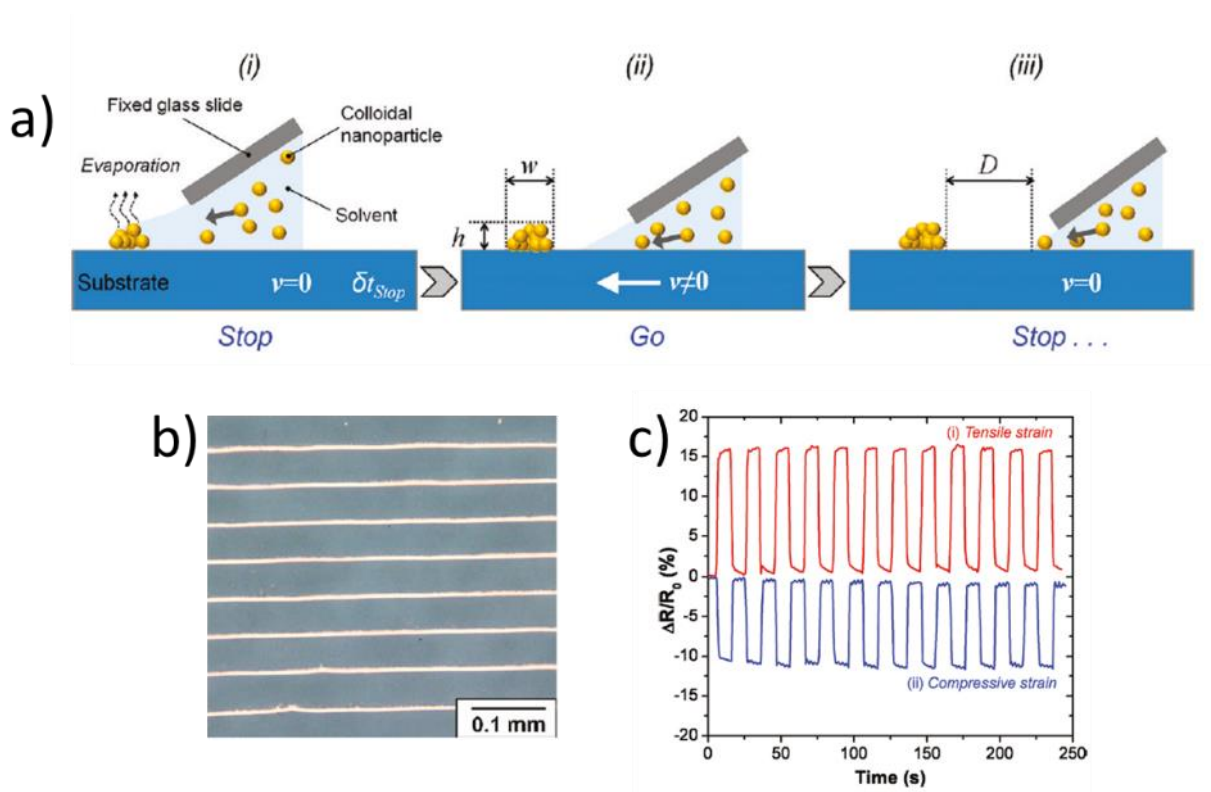 a)
(i)
(ii)
(iii)
Fixed glass slide
Colloidal
nanoparticle
Evaporation
Solvent
w
h
D
Substrate
v=0
δtStop
v≠0
v=0
Stop
Go
Stop . . .
b)
0.1 mm
c)
20
15
10
5
0
-5
-10
-15
-20
ΔR/R0 (%)
(i) Tensile strain
(ii) Compressive strain
0
50
100
150
200
250
Time (s)